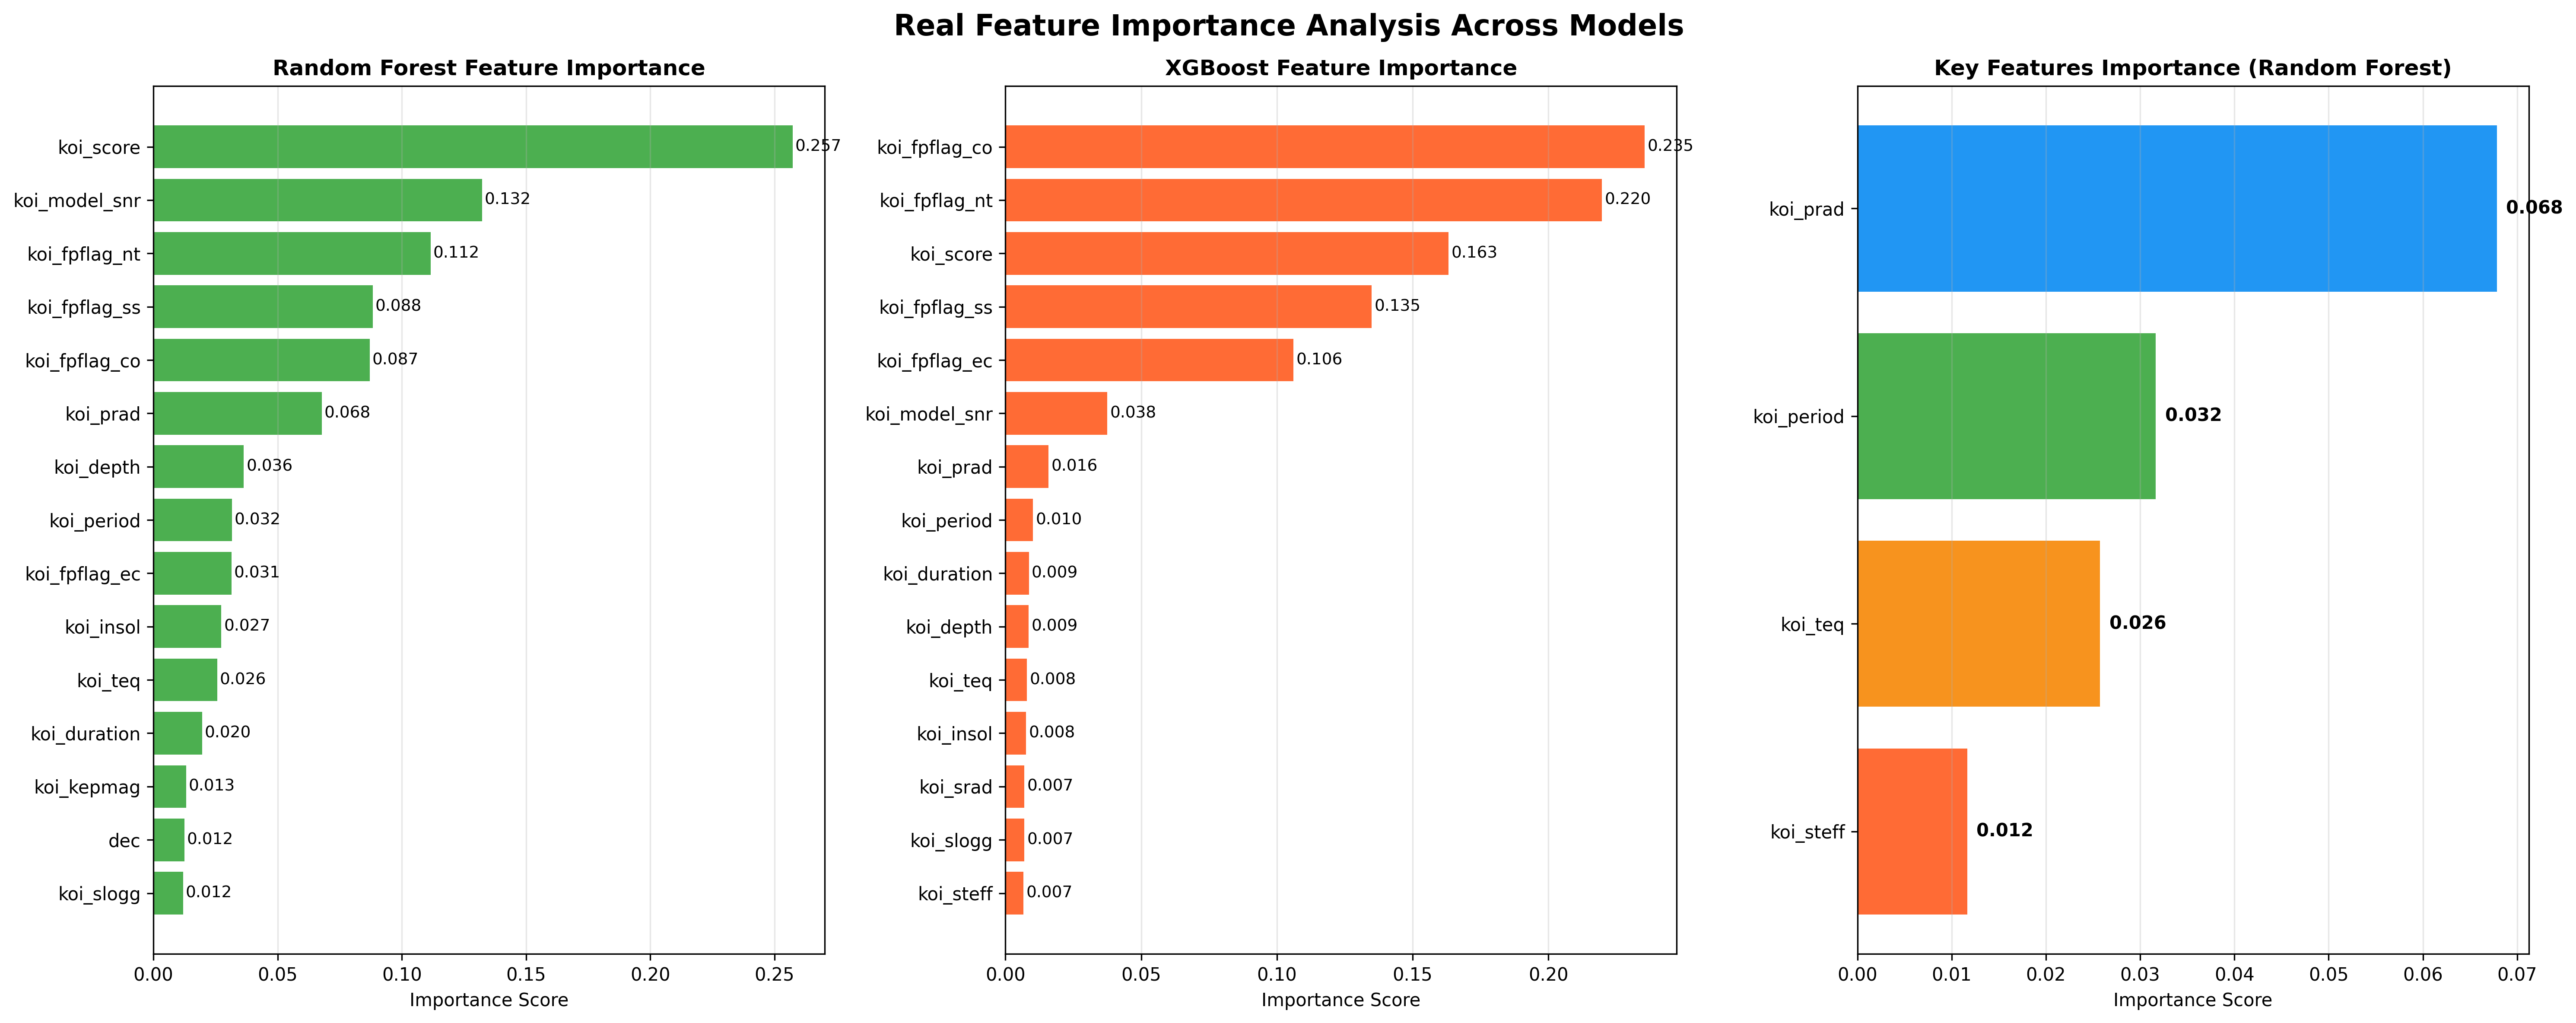 Real Feature Importance Analysis Across Models
Random Forest Feature Importance
koi_score 0.257
koi_model_snr 0.132
koi_fpflag_nt 0.112
koi_fpflag_ss 0.088
koi_fpflag_co 0.087
koi_prad 0.068
koi_depth 0.036
koi_period 0.032
koi_fpflag_ec 0.031
koi_insol 0.027
koi_teq 0.026
koi_duration 0.020
koi_kepmag 0.013
dec 0.012
koi_slogg 0.012
0.00 0.05 0.10 0.15 0.20 0.25
Importance Score
XGBoost Feature Importance
koi_fpflag_co 0.235
koi_fpflag_nt 0.220
koi_score 0.163
koi_fpflag_ss 0.135
koi_fpflag_ec 0.106
koi_model_snr 0.038
koi_prad 0.016
koi_period 0.010
koi_duration 0.009
koi_depth 0.009
koi_teq 0.008
koi_insol 0.008
koi_srad 0.007
koi_slogg 0.007
koi_steff 0.007
0.00 0.05 0.10 0.15 0.20
Importance Score
Key Features Importance (Random Forest)
koi_prad 0.068
koi_period 0.032
koi_teq 0.026
koi_steff 0.012
0.00 0.01 0.02 0.03 0.04 0.05 0.06 0.07
Importance Score